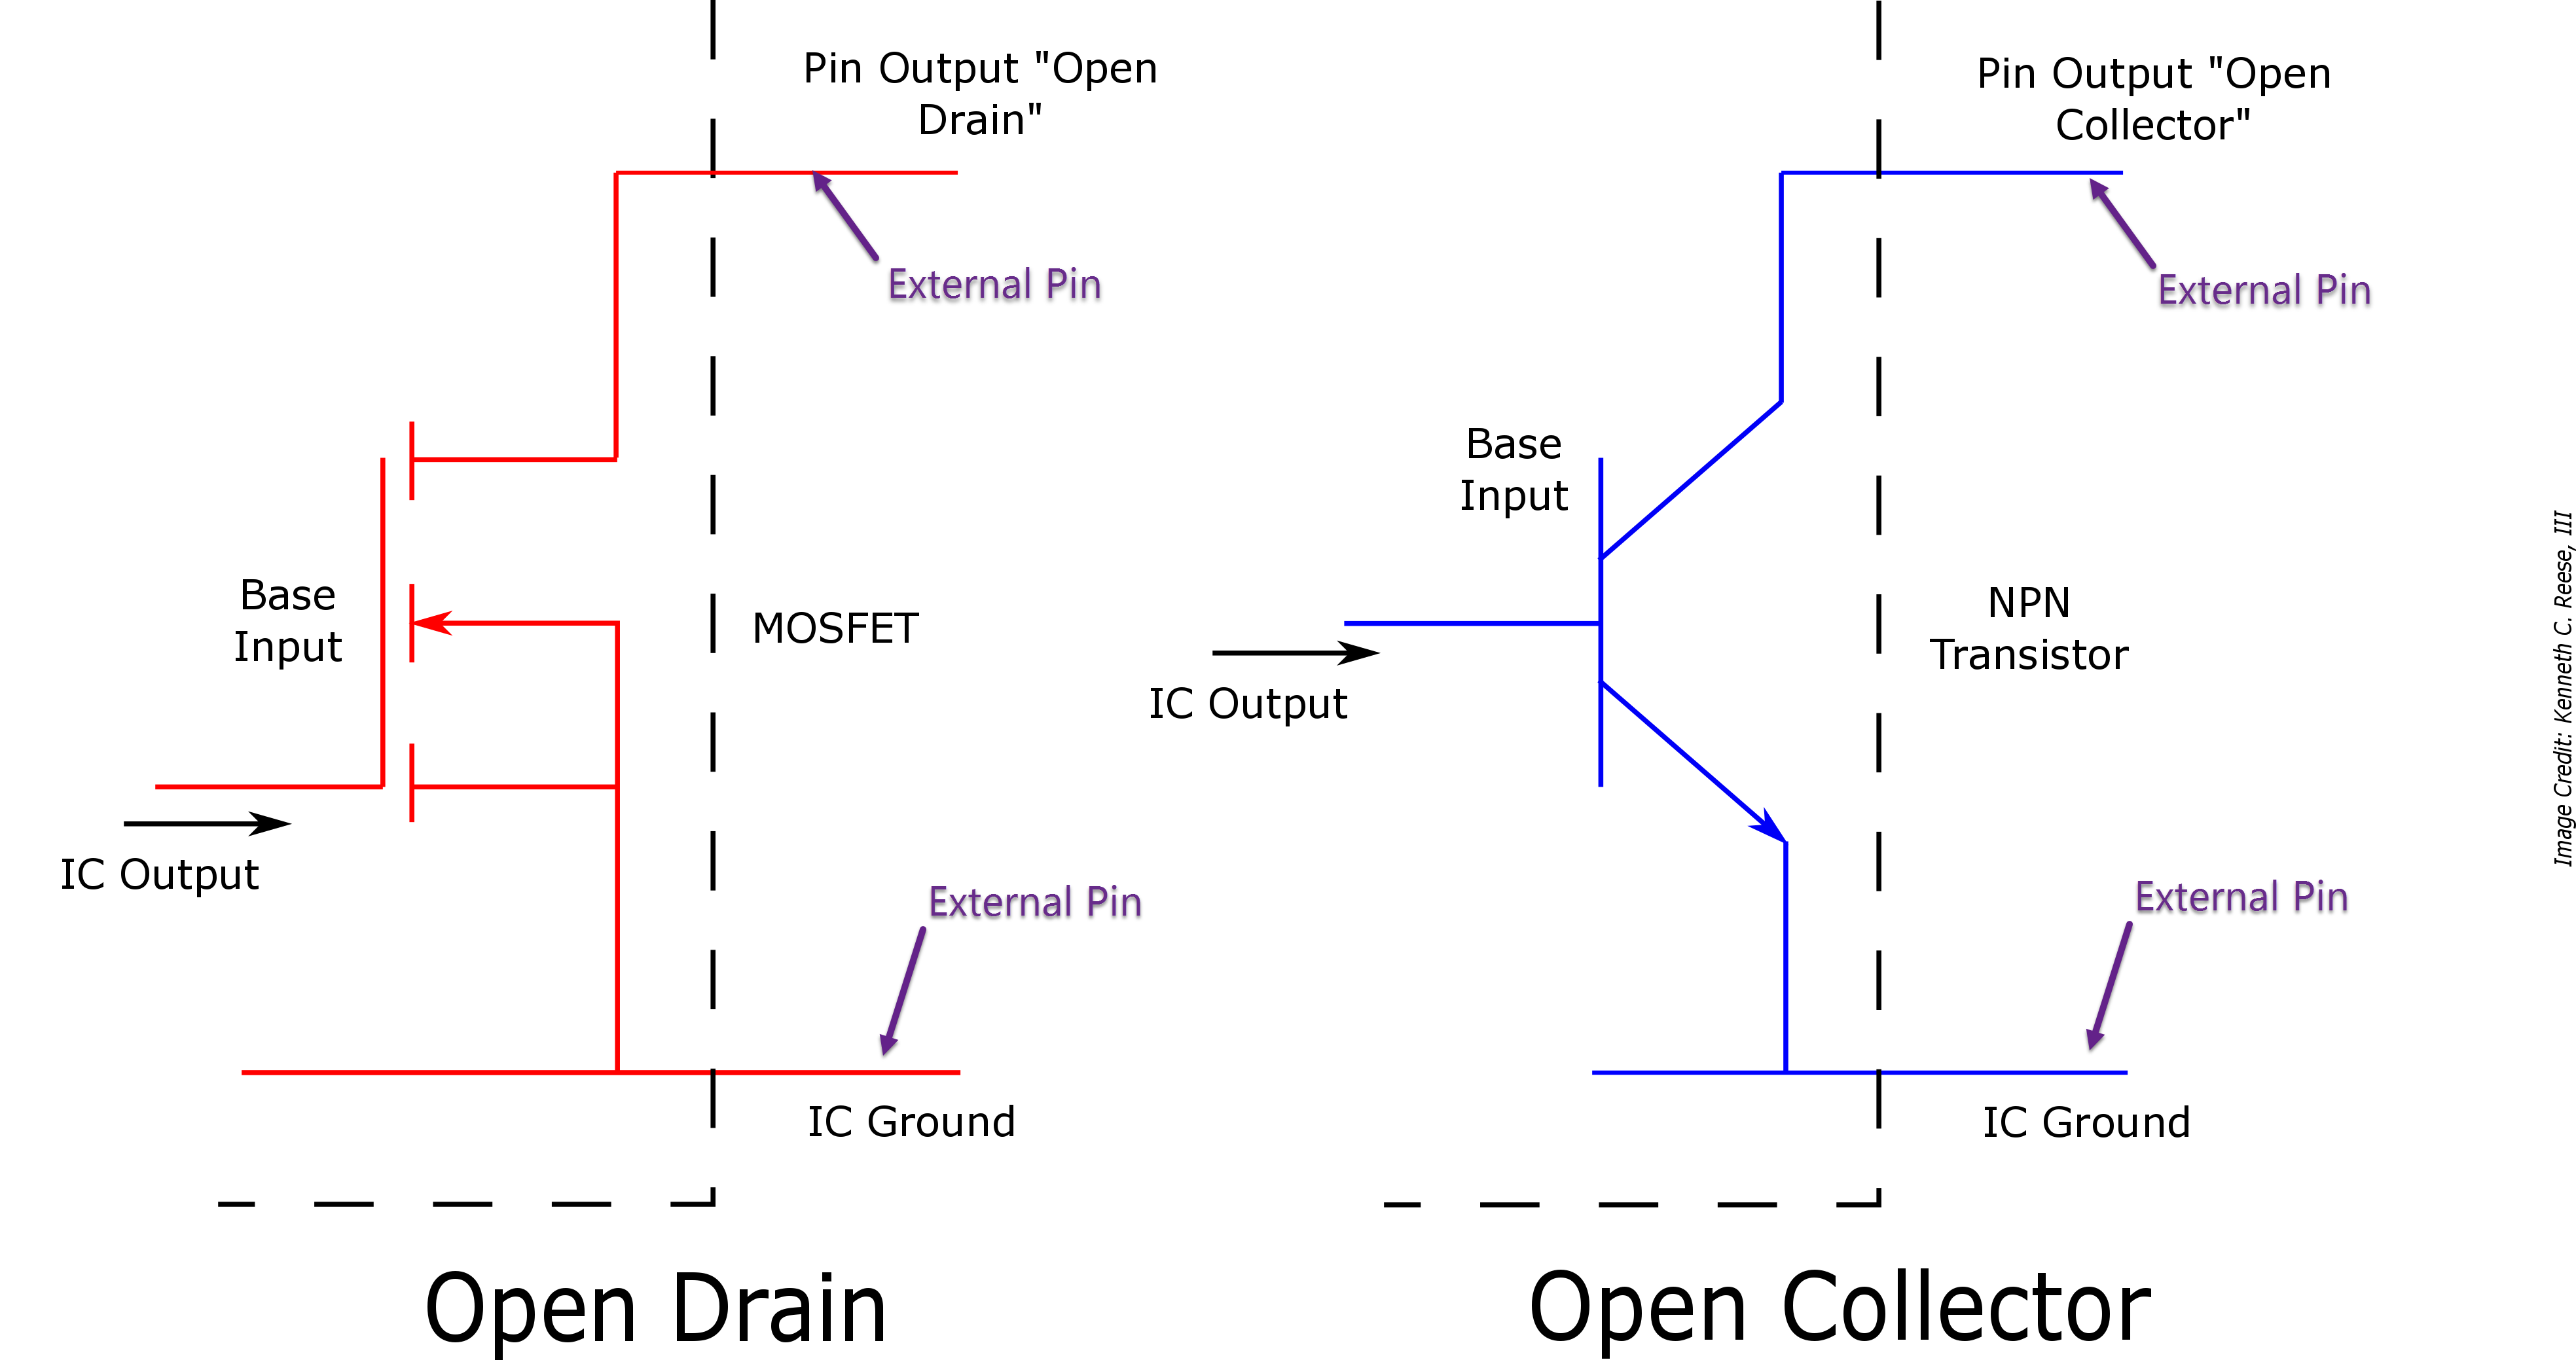 Pin Output "Open
Drain"
External Pin
Base
Input
MOSFET
IC Output
External Pin
IC Ground
Open Drain
Pin Output "Open
Collector"
External Pin
Base
Input
NPN
Transistor
IC Output
External Pin
IC Ground
Open Collector
Image Credit: Kenneth C. Reese, III